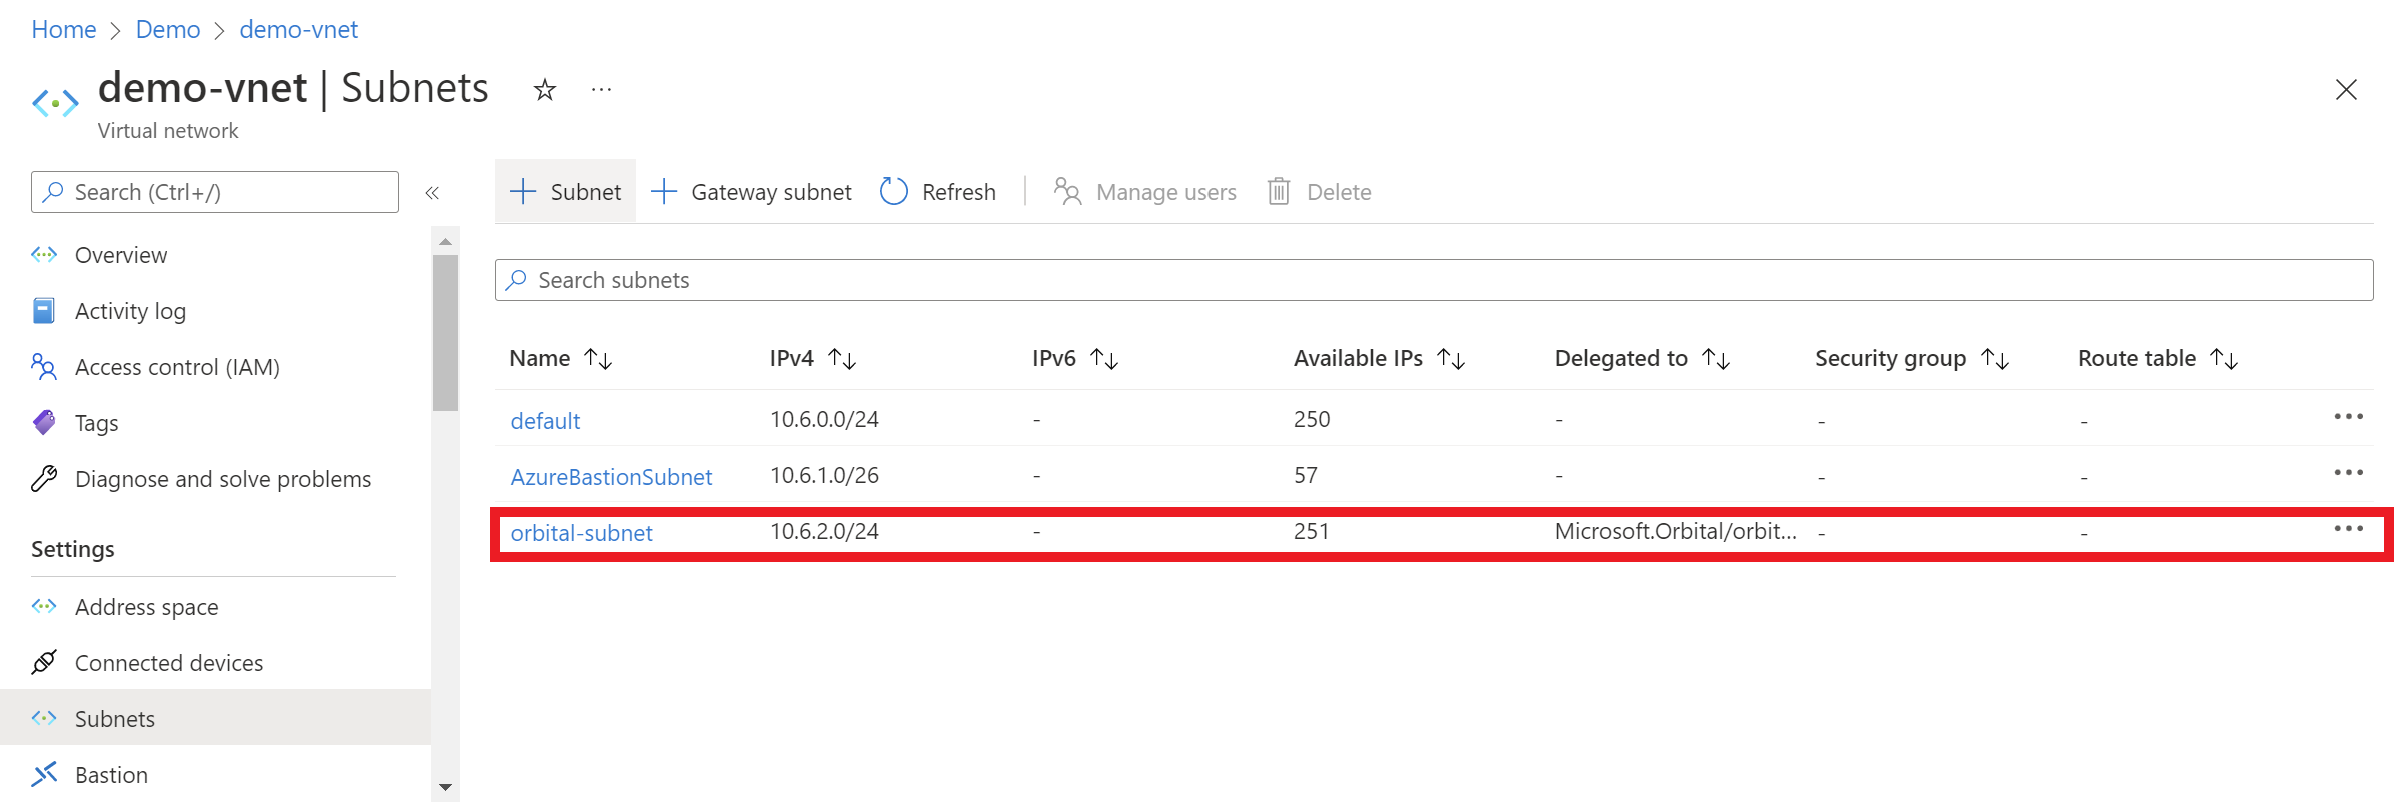 Home > Demo > demo-vnet
demo-vnet | Subnets ☆ ···
Virtual network
Search (Ctrl+/) «
Subnet Gateway subnet Refresh Manage users Delete
Overview
Activity log
Access control (IAM)
Tags
Diagnose and solve problems
Settings
Address space
Connected devices
Subnets
Bastion
Search subnets
Name ↑↓ IPv4 ↑↓ IPv6 ↑↓ Available IPs ↑↓ Delegated to ↑↓ Security group ↑↓ Route table ↑↓
default 10.6.0.0/24 - 250 - - - •••
AzureBastionSubnet 10.6.1.0/26 - 57 - - - •••
orbital-subnet 10.6.2.0/24 - 251 Microsoft.Orbital/orbit... - - •••